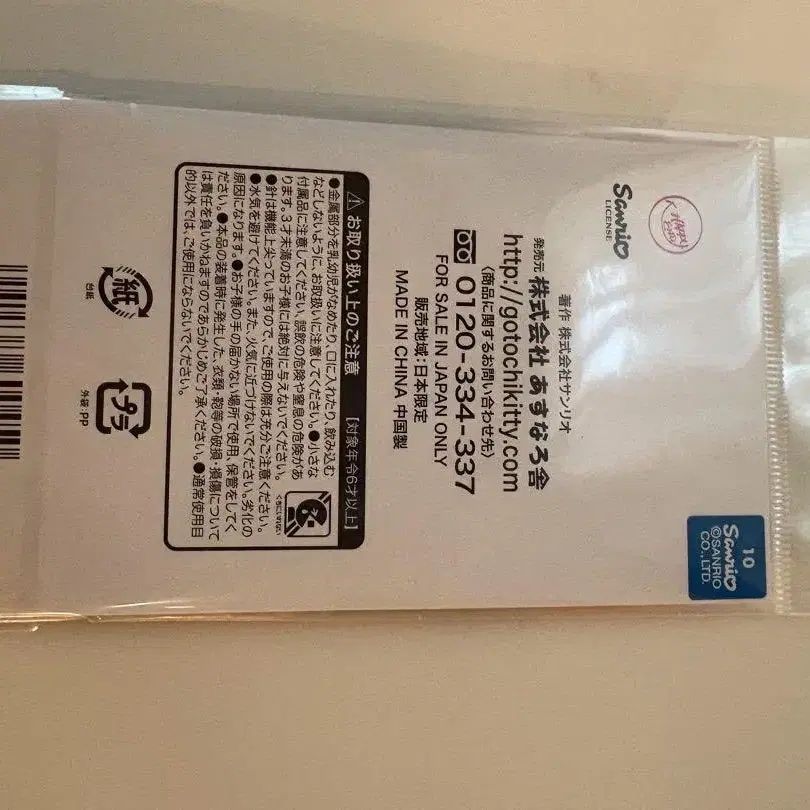 Sanrio
LICENSE
10
Sanrio
©SANRIO
CO.,LTD.
著作 株式会社サンリオ
発売元 株式会社 あすなろ舎
http://gotochikitty.com
(商品に関するお問い合わせ先)
0120-334-337
FOR SALE IN JAPAN ONLY
販売地域:日本限定
MADE IN CHINA 中国製
お取り扱い上のご注意 [対象年令6才以上]
●金属部分を乳幼児がなめたり、口に入れたり、飲み込む
などしないように、お取扱いに注意してください。●小さな
付属品に注意してください。誤飲の危険や窒息の危険があ
ります。3才未満のお子様には絶対に与えないでください。
●針は機能上尖っていますので、ご使用の際は充分ご注意ください。
●水気を避けてください。また、火気に近づけないでください。劣化の
原因になります。●お子様の手の届かない場所で使用、保管をしてく
ださい。●本品の装着時に発生した、衣類・鞄等の破損・損傷について
は責任を負いかねますのであらかじめご了承ください。●通常使用目
的以外では、ご使用にならないでください。
くちにいれない
紙
台紙
プラ
外袋:PP